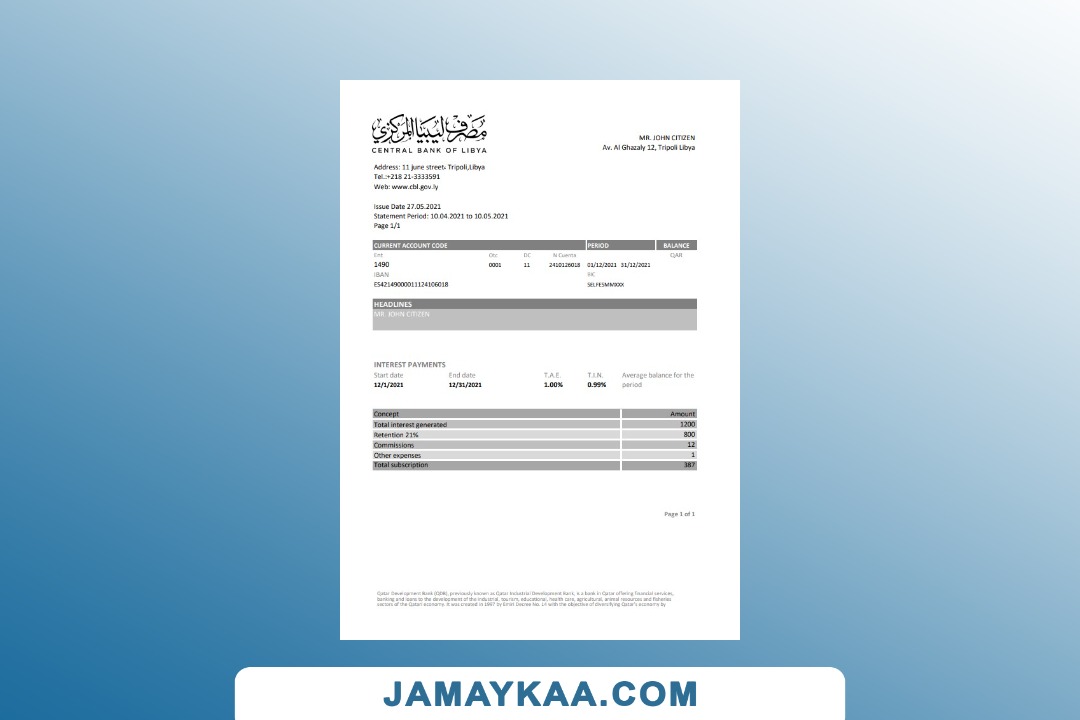 مصرف ليبيا المركزي
CENTRAL BANK OF LIBYA
MR. JOHN CITIZEN
Av. Al Ghazaly 12, Tripoli Libya
Address: 11 june street، Tripoli,Libya
Tel.:+218 21-3333591
Web: www.cbl.gov.ly
Issue Date 27.05.2021
Statement Period: 10.04.2021 to 10.05.2021
Page 1/1
CURRENT ACCOUNT CODE PERIOD BALANCE
Ent Otc DC N Cuenta QAR
1490 0001 11 2410126018 01/12/2021 31/12/2021
IBAN
ES42149000011124106018 SELFESMMXXX
HEADLINES
MR. JOHN CITIZEN
INTEREST PAYMENTS
Start date End date T.A.E. T.I.N. Average balance for the
12/1/2021 12/31/2021 1.00% 0.99% period
Concept Amount
Total interest generated 1200
Retention 21% 800
Commissions 12
Other expenses 1
Total subscription 387
Page 1 of 1
Qatar Development Bank (QDB), previously known as Qatar Industrial Development Bank, is a bank in Qatar offering financial services,
banking and loans to the development of the industrial, tourism, educational, health care, agricultural, animal resources and fisheries
sectors of the Qatari economy. It was created in 1997 by Emiri Decree No. 14 with the objective of diversifying Qatar's economy by
JAMAYKAA.COM